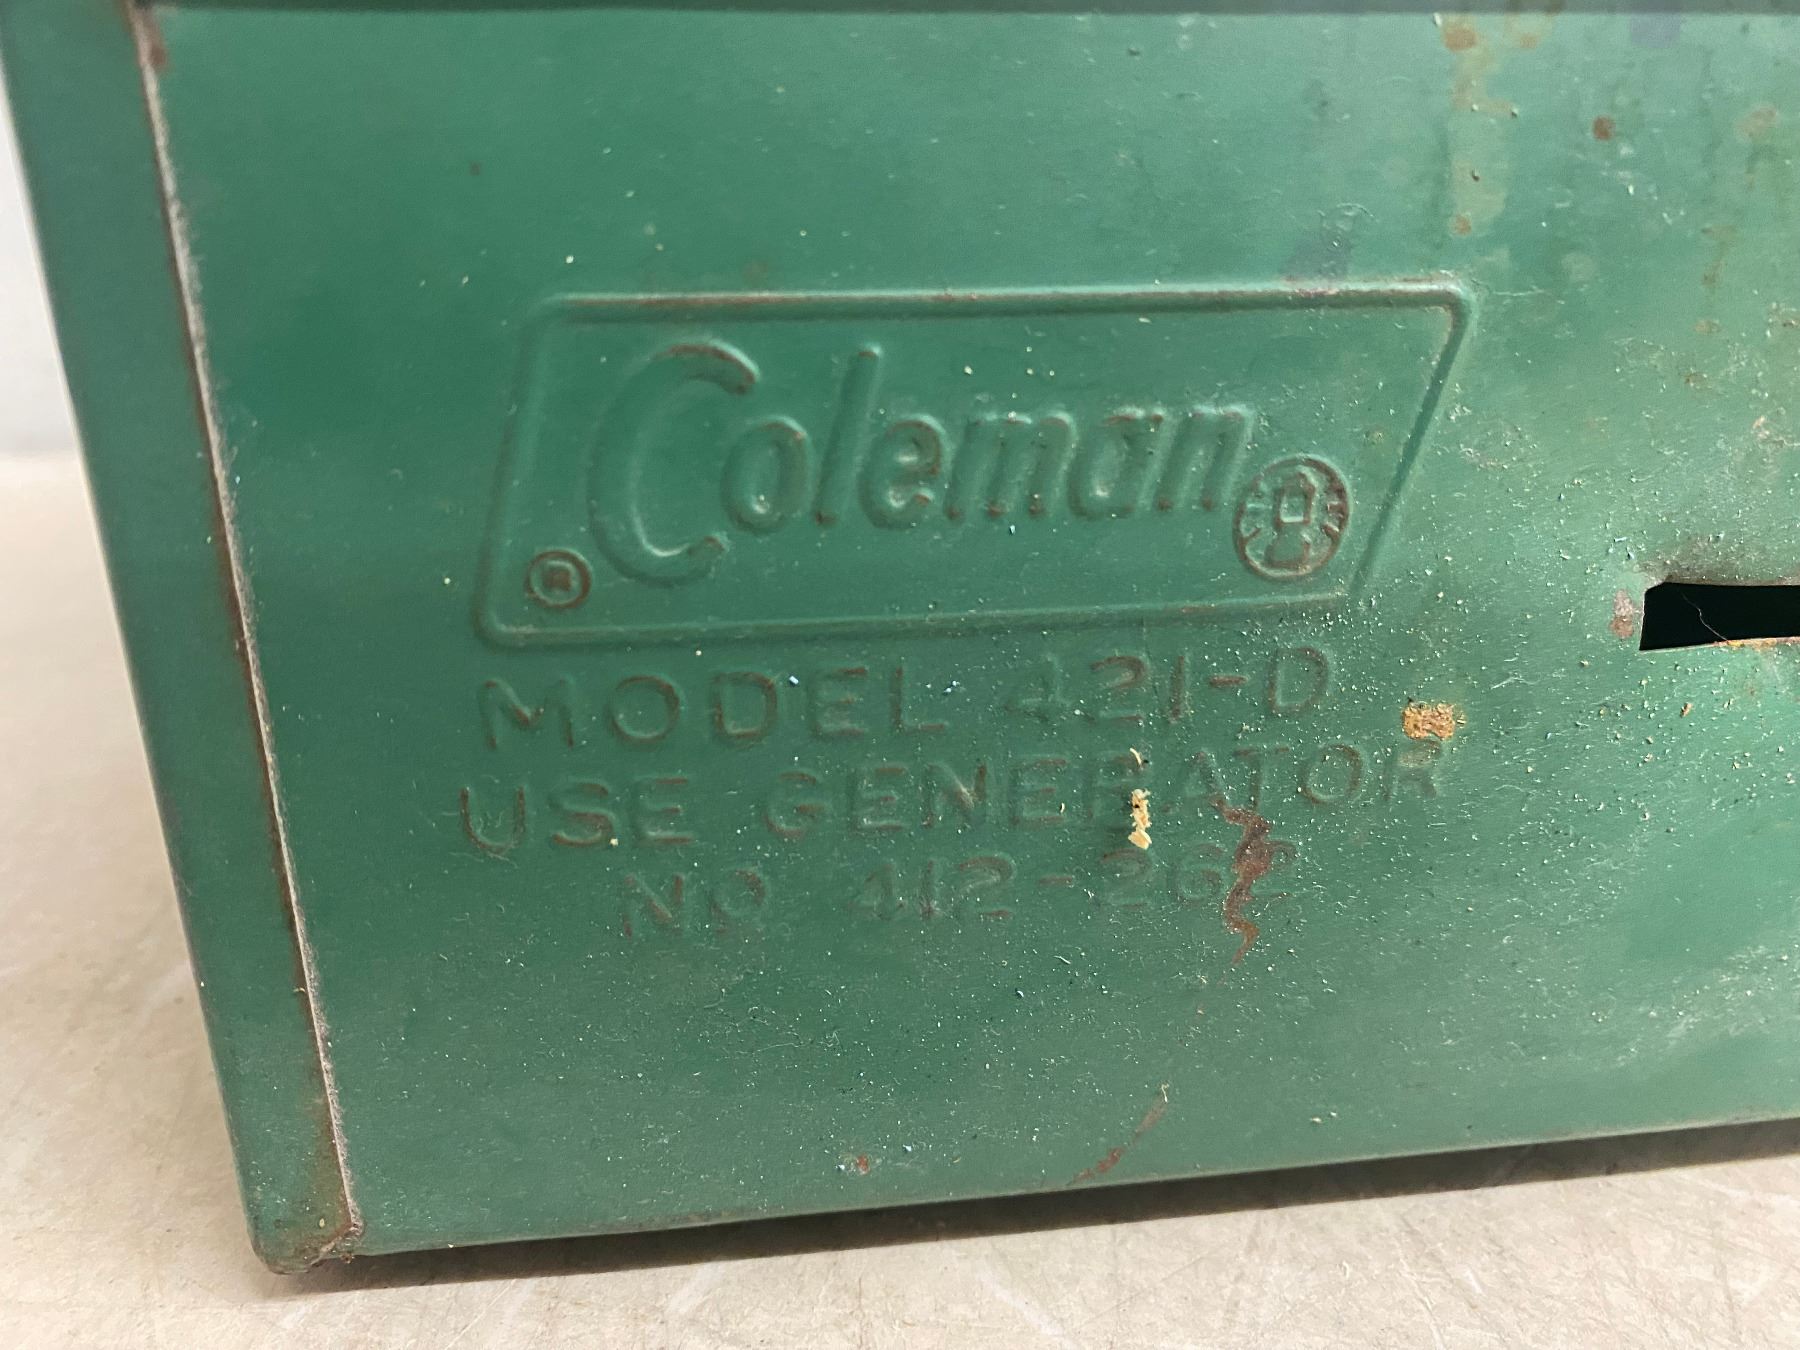 Coleman
MODEL 421-D
USE GENERATOR
NO 412-262